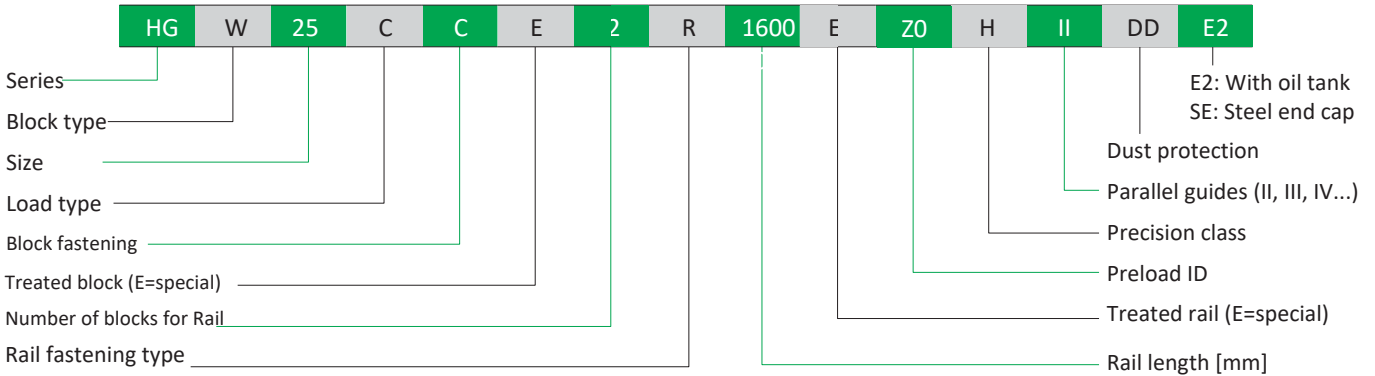 HG W 25 C C E 2 R 1600 E Z0 H II DD E2
Series
Block type
Size
Load type
Block fastening
Treated block (E=special)
Number of blocks for Rail
Rail fastening type
E2: With oil tank
SE: Steel end cap
Dust protection
Parallel guides (II, III, IV...)
Precision class
Preload ID
Treated rail (E=special)
Rail length [mm]